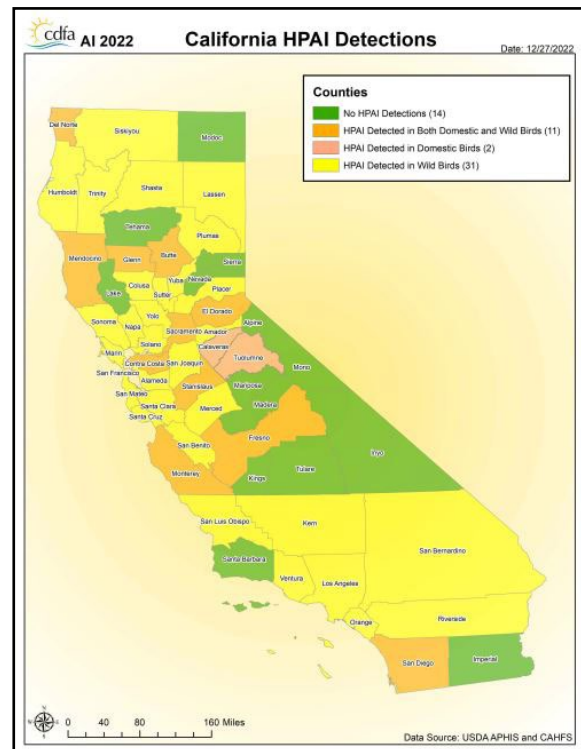 cdfa AI 2022
California HPAI Detections
Date: 12/27/2022
Counties
No HPAI Detections (14)
HPAI Detected in Both Domestic and Wild Birds (11)
HPAI Detected in Domestic Birds (2)
HPAI Detected in Wild Birds (31)
Del Norte
Siskiyou
Modoc
Humboldt
Trinity
Shasta
Lassen
Tehama
Plumas
Mendocino
Glenn
Butte
Sierra
Lake
Colusa
Yuba
Nevada
Sutter
Placer
Sonoma
Napa
Yolo
El Dorado
Sacramento
Amador
Alpine
Solano
Marin
Calaveras
Tuolumne
Contra Costa
San Joaquin
Mono
San Francisco
Alameda
Stanislaus
Mariposa
San Mateo
Santa Clara
Merced
Madera
Santa Cruz
San Benito
Fresno
Monterey
Kings
Tulare
Inyo
San Luis Obispo
Kern
San Bernardino
Santa Barbara
Ventura
Los Angeles
Orange
Riverside
San Diego
Imperial
0 40 80 160 Miles
Data Source: USDA APHIS and CAHFS